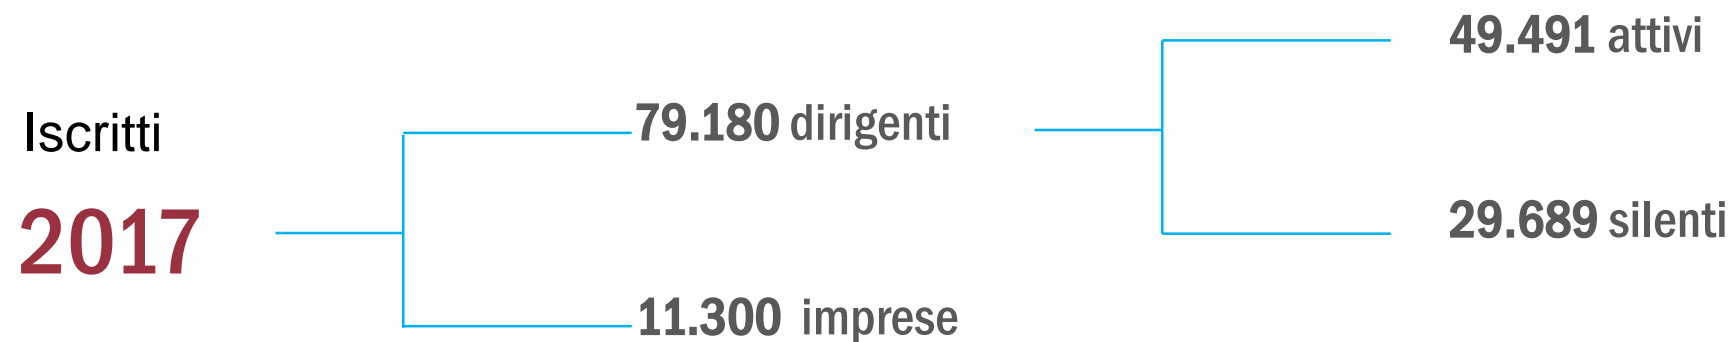 Iscritti
2017
79.180 dirigenti
11.300 imprese
49.491 attivi
29.689 silenti